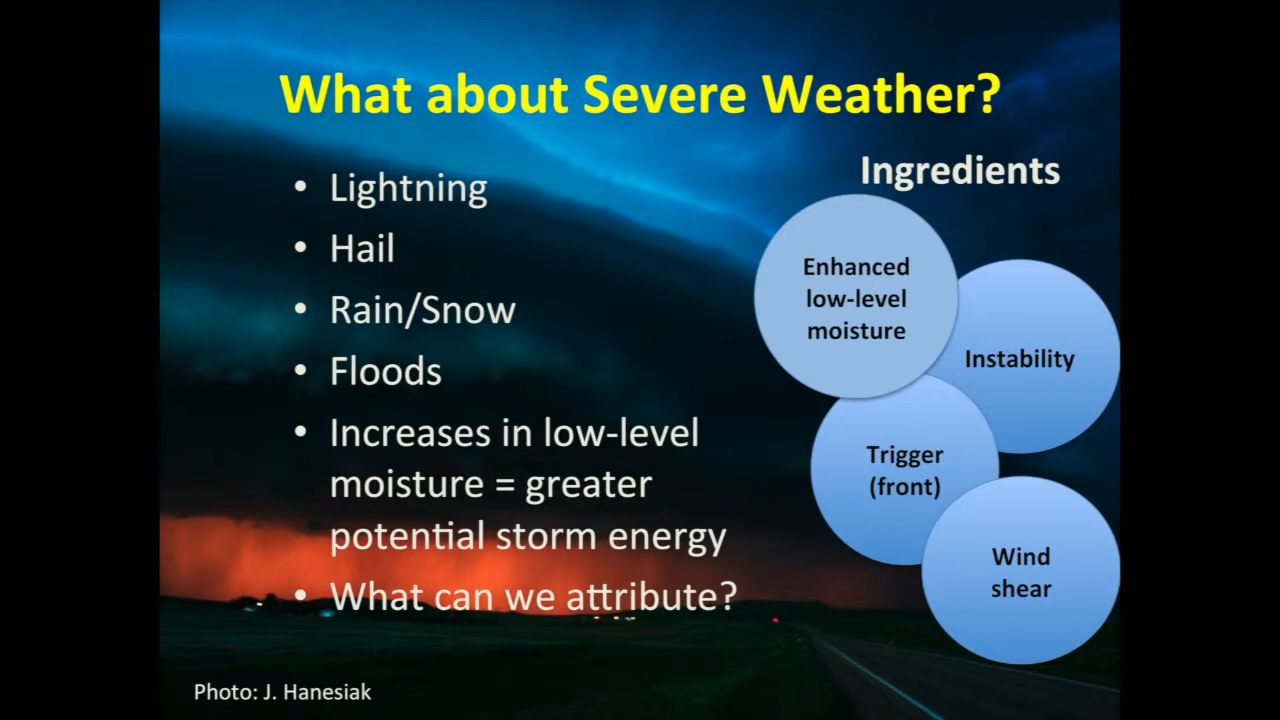 What about Severe Weather?
• Lightning
• Hail
• Rain/Snow
• Floods
• Increases in low-level
moisture = greater
potential storm energy
• What can we attribute?
Ingredients
Enhanced
low-level
moisture
Instability
Trigger
(front)
Wind
shear
Photo: J. Hanesiak